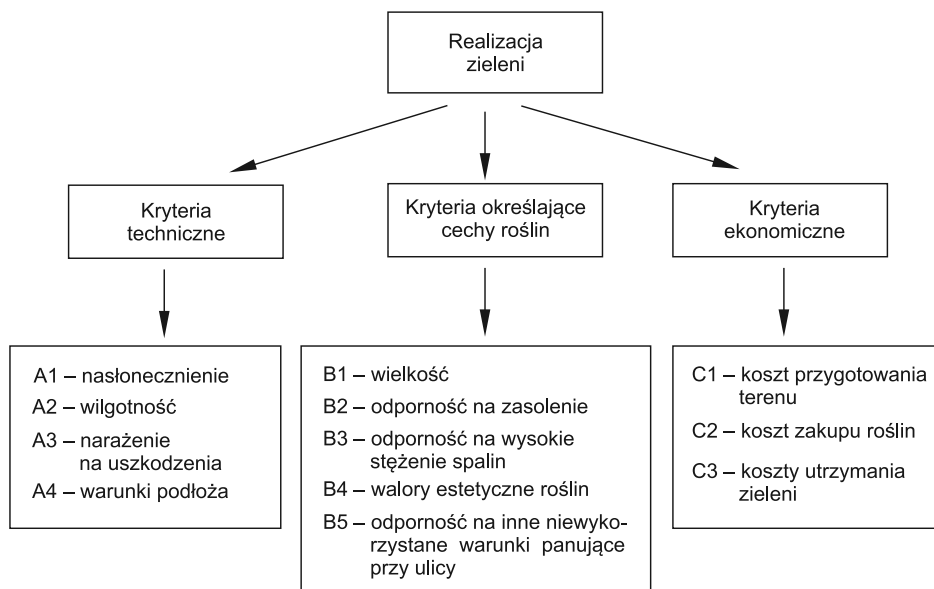 Realizacja
zieleni
Kryteria
techniczne
Kryteria określające
cechy roślin
Kryteria
ekonomiczne
A1 – nasłonecznienie
A2 – wilgotność
A3 – narażenie
na uszkodzenia
A4 – warunki podłoża
B1 – wielkość
B2 – odporność na zasolenie
B3 – odporność na wysokie
stężenie spalin
B4 – walory estetyczne roślin
B5 – odporność na inne niewyko-
rzystane warunki panujące
przy ulicy
C1 – koszt przygotowania
terenu
C2 – koszt zakupu roślin
C3 – koszty utrzymania
zieleni